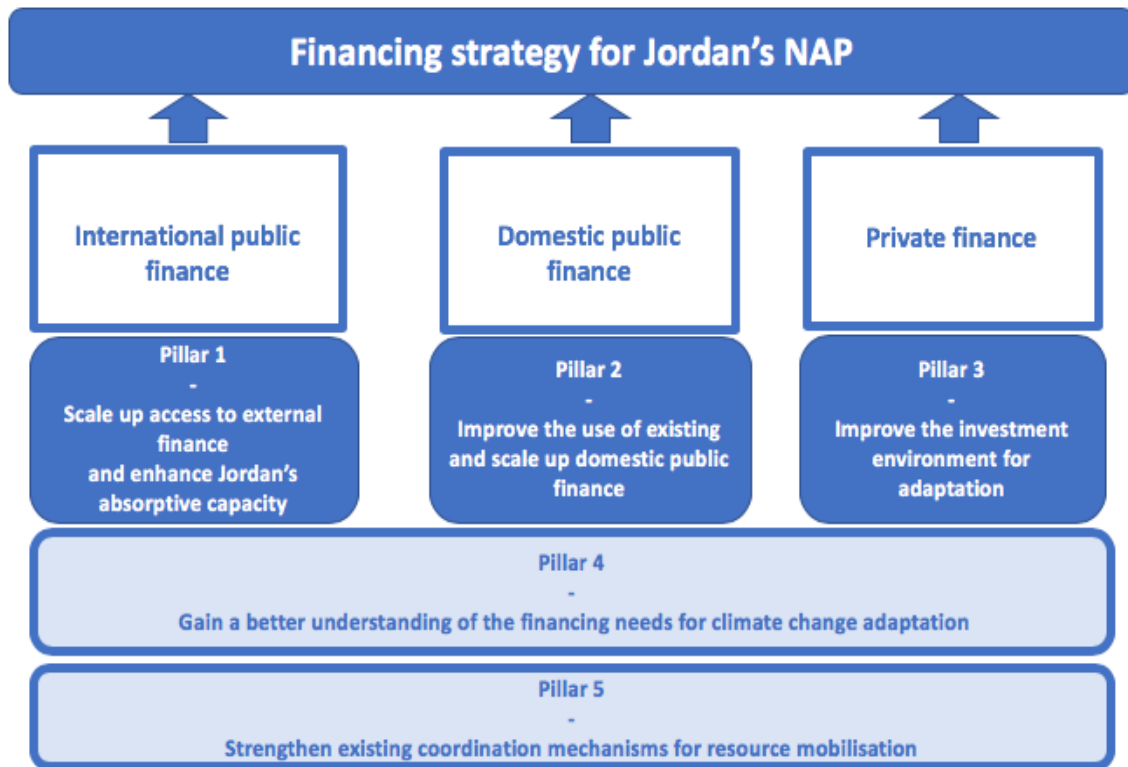 Financing strategy for Jordan's NAP
International public
finance
Domestic public
finance
Private finance
Pillar 1
-
Scale up access to external
finance
and enhance Jordan's
absorptive capacity
Pillar 2
-
Improve the use of existing
and scale up domestic public
finance
Pillar 3
-
Improve the investment
environment for
adaptation
Pillar 4
-
Gain a better understanding of the financing needs for climate change adaptation
Pillar 5
-
Strengthen existing coordination mechanisms for resource mobilisation